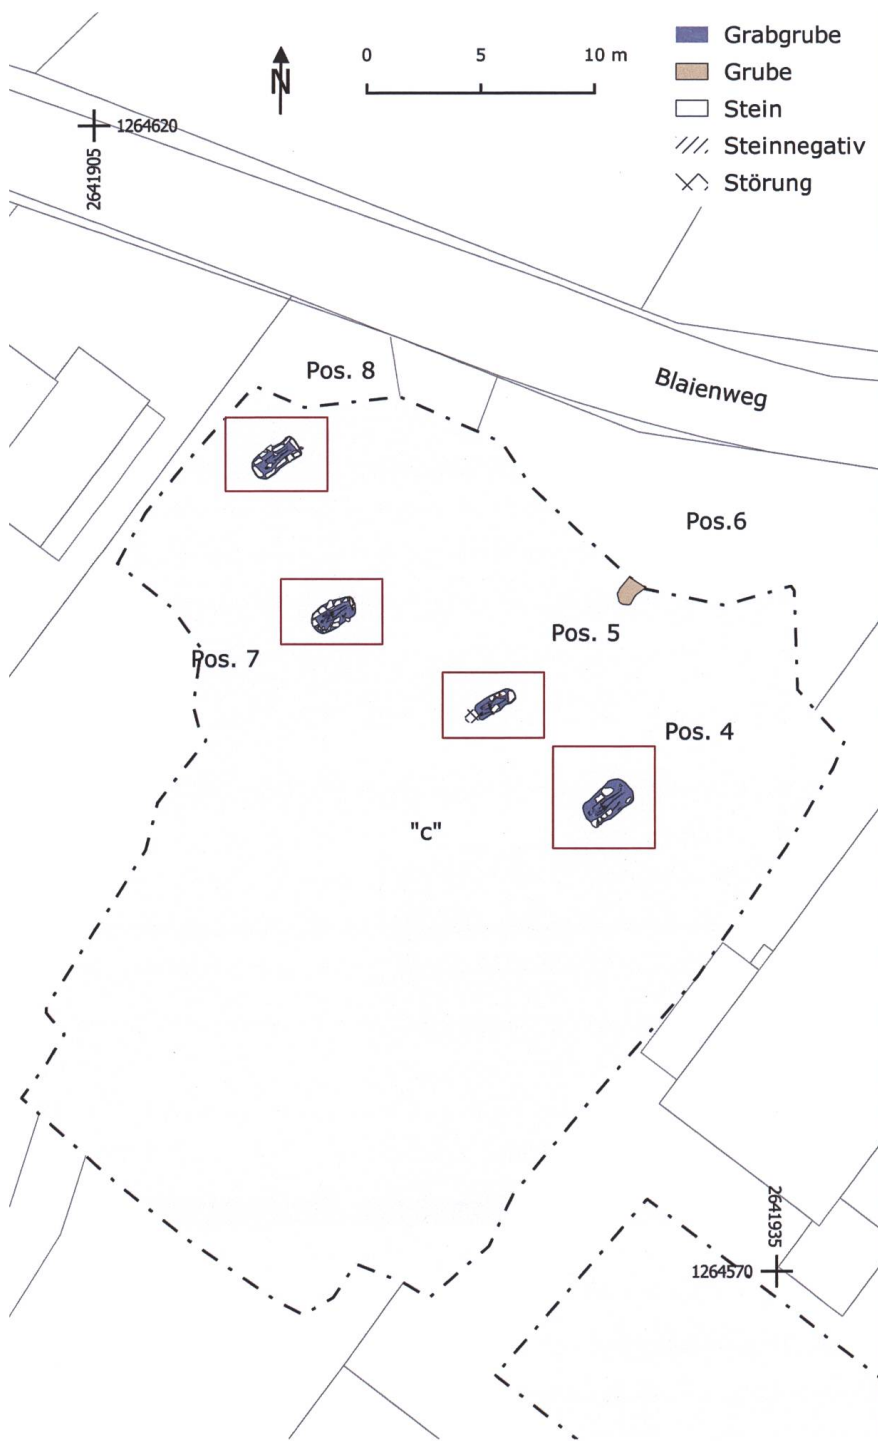 N
0 5 10 m
Grabgrube
Grube
Stein
Steinnegativ
Störung
1264620
2641905
Pos. 8
Blaienweg
Pos.6
Pos. 5
Pos. 7
Pos. 4
"c"
2641935
1264570